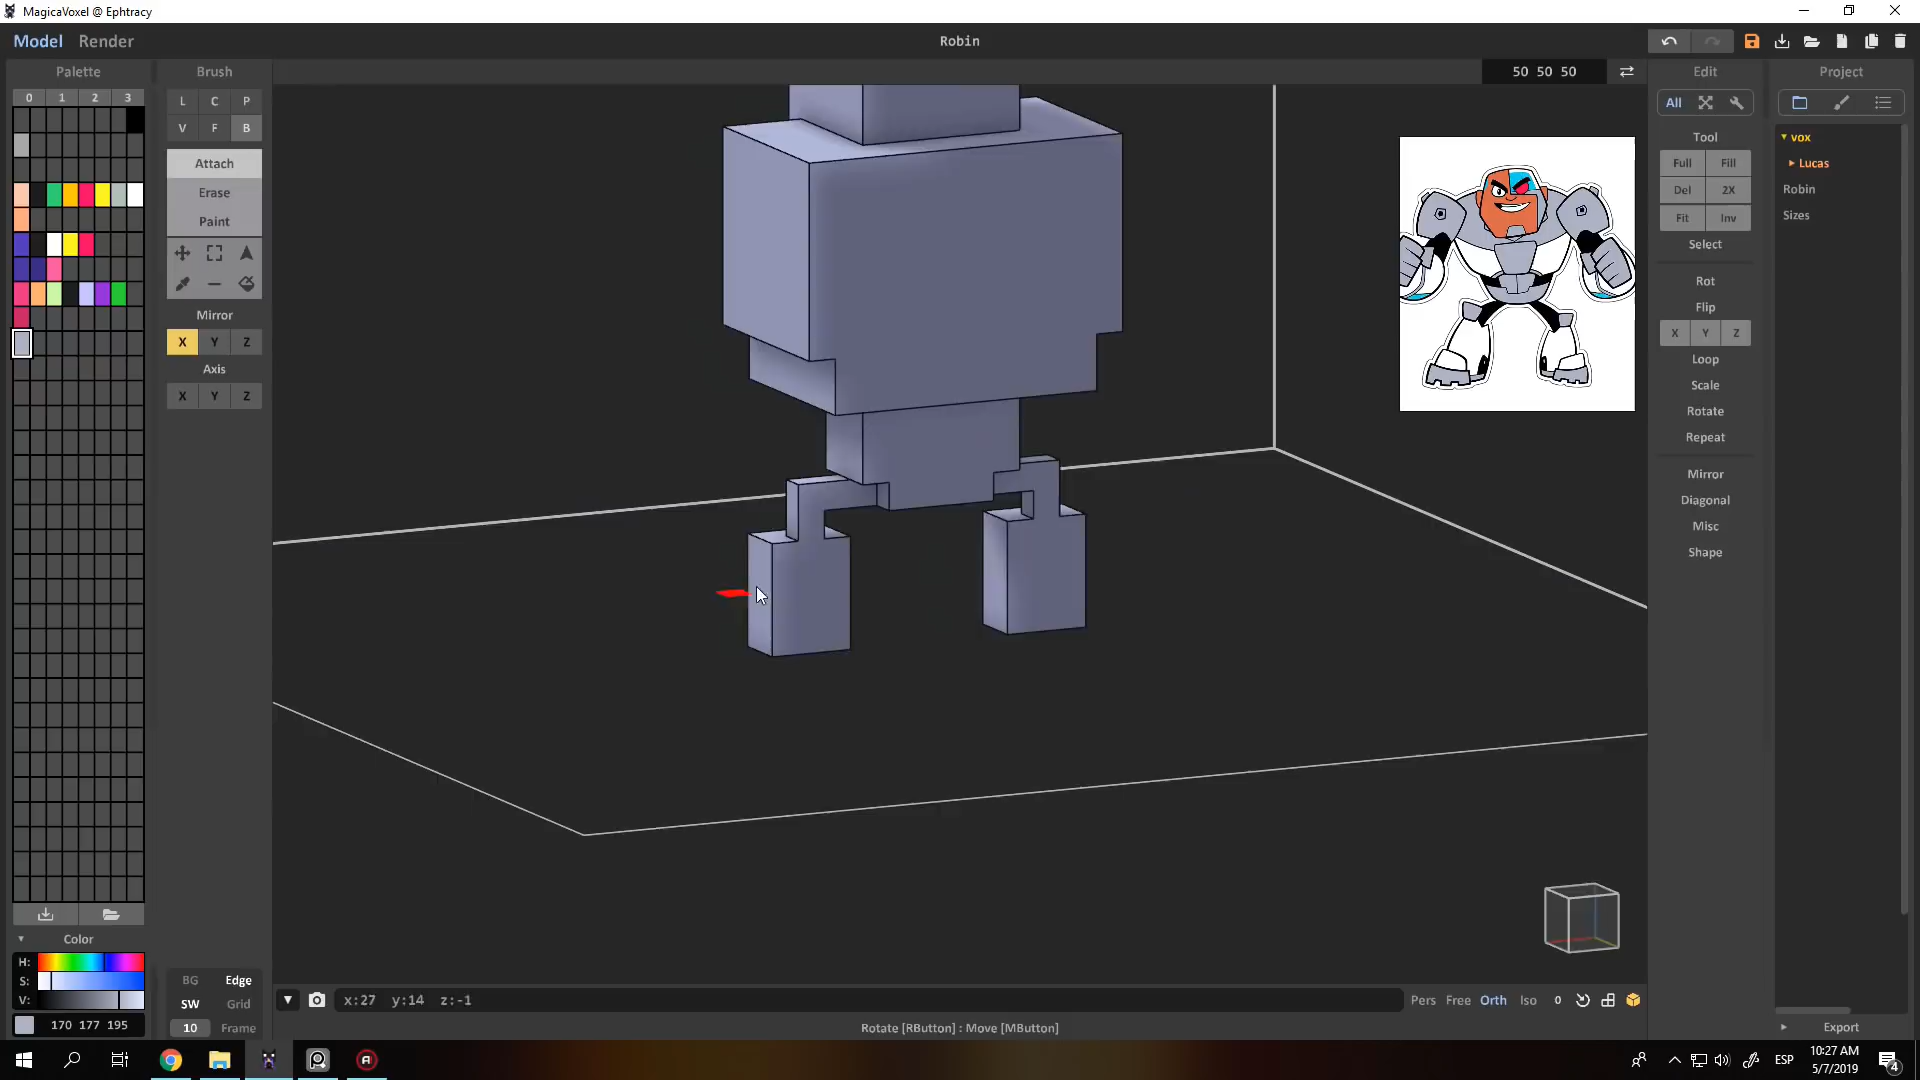 MagicaVoxel @ Ephtracy
Model Render
Robin
Palette
0 1 2 3
Brush
L C P
V F B
Attach
Erase
Paint
Mirror
X Y Z
Axis
X Y Z
50 50 50
Edit
All
Tool
Full Fill
Del 2X
Fit Inv
Select
Rot
Flip
X Y Z
Loop
Scale
Rotate
Repeat
Mirror
Diagonal
Misc
Shape
Project
vox
Lucas
Robin
Sizes
Export
Color
H:
S:
V:
170 177 195
BG Edge
SW Grid
10 Frame
x:27 y:14 z:-1
Pers Free Orth Iso 0
Rotate [RButton] : Move [MButton]
ESP
10:27 AM
5/7/2019
4